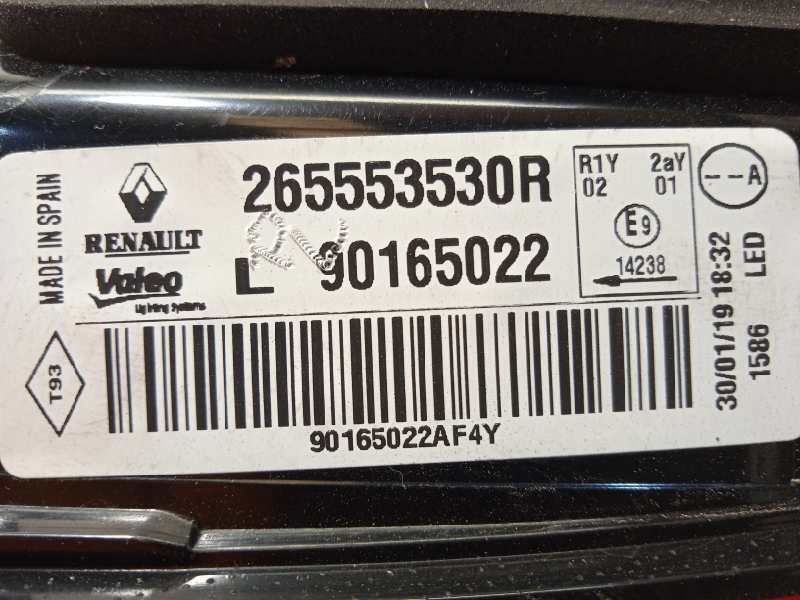 MADE IN SPAIN
RENAULT
265553530R
R1Y 2aY
02 01
--A
E9
Valeo
Lighting Systems
L 90165022
14238
T93
90165022AF4Y
30/01/19 18:32
1586 LED